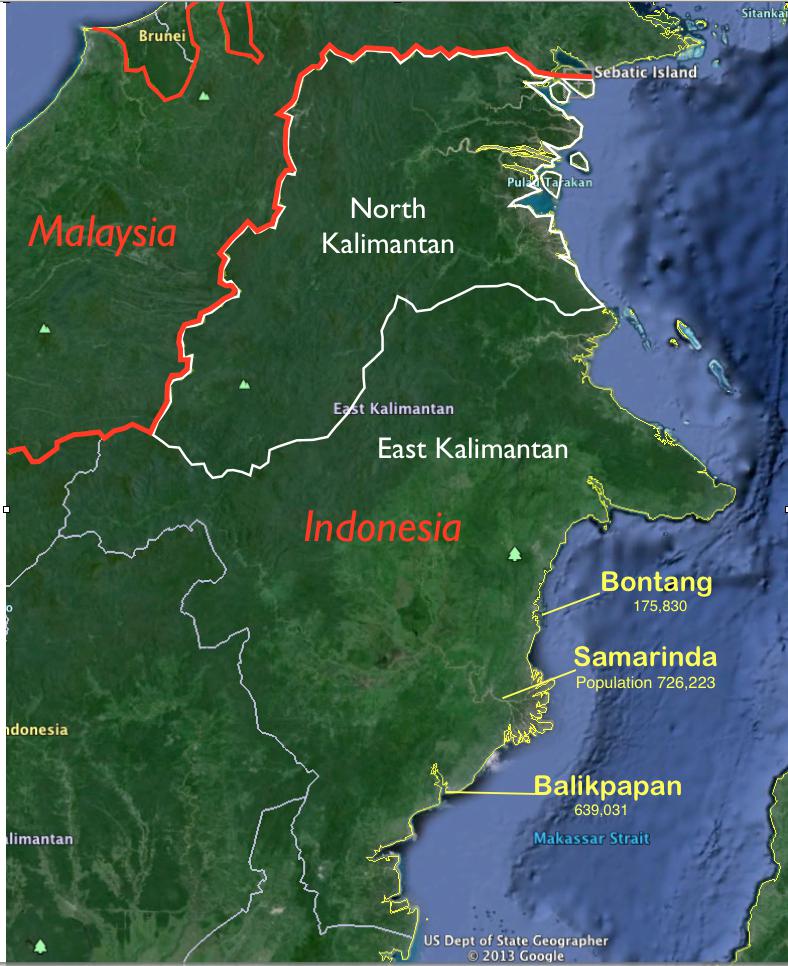 Sitankai
Brunei
Sebatic Island
Pulau Tarakan
North
Kalimantan
Malaysia
East Kalimantan
East Kalimantan
Indonesia
Bontang
175,830
Samarinda
Population 726,223
ndonesia
Balikpapan
639,031
alimantan
Makassar Strait
US Dept of State Geographer
© 2013 Google